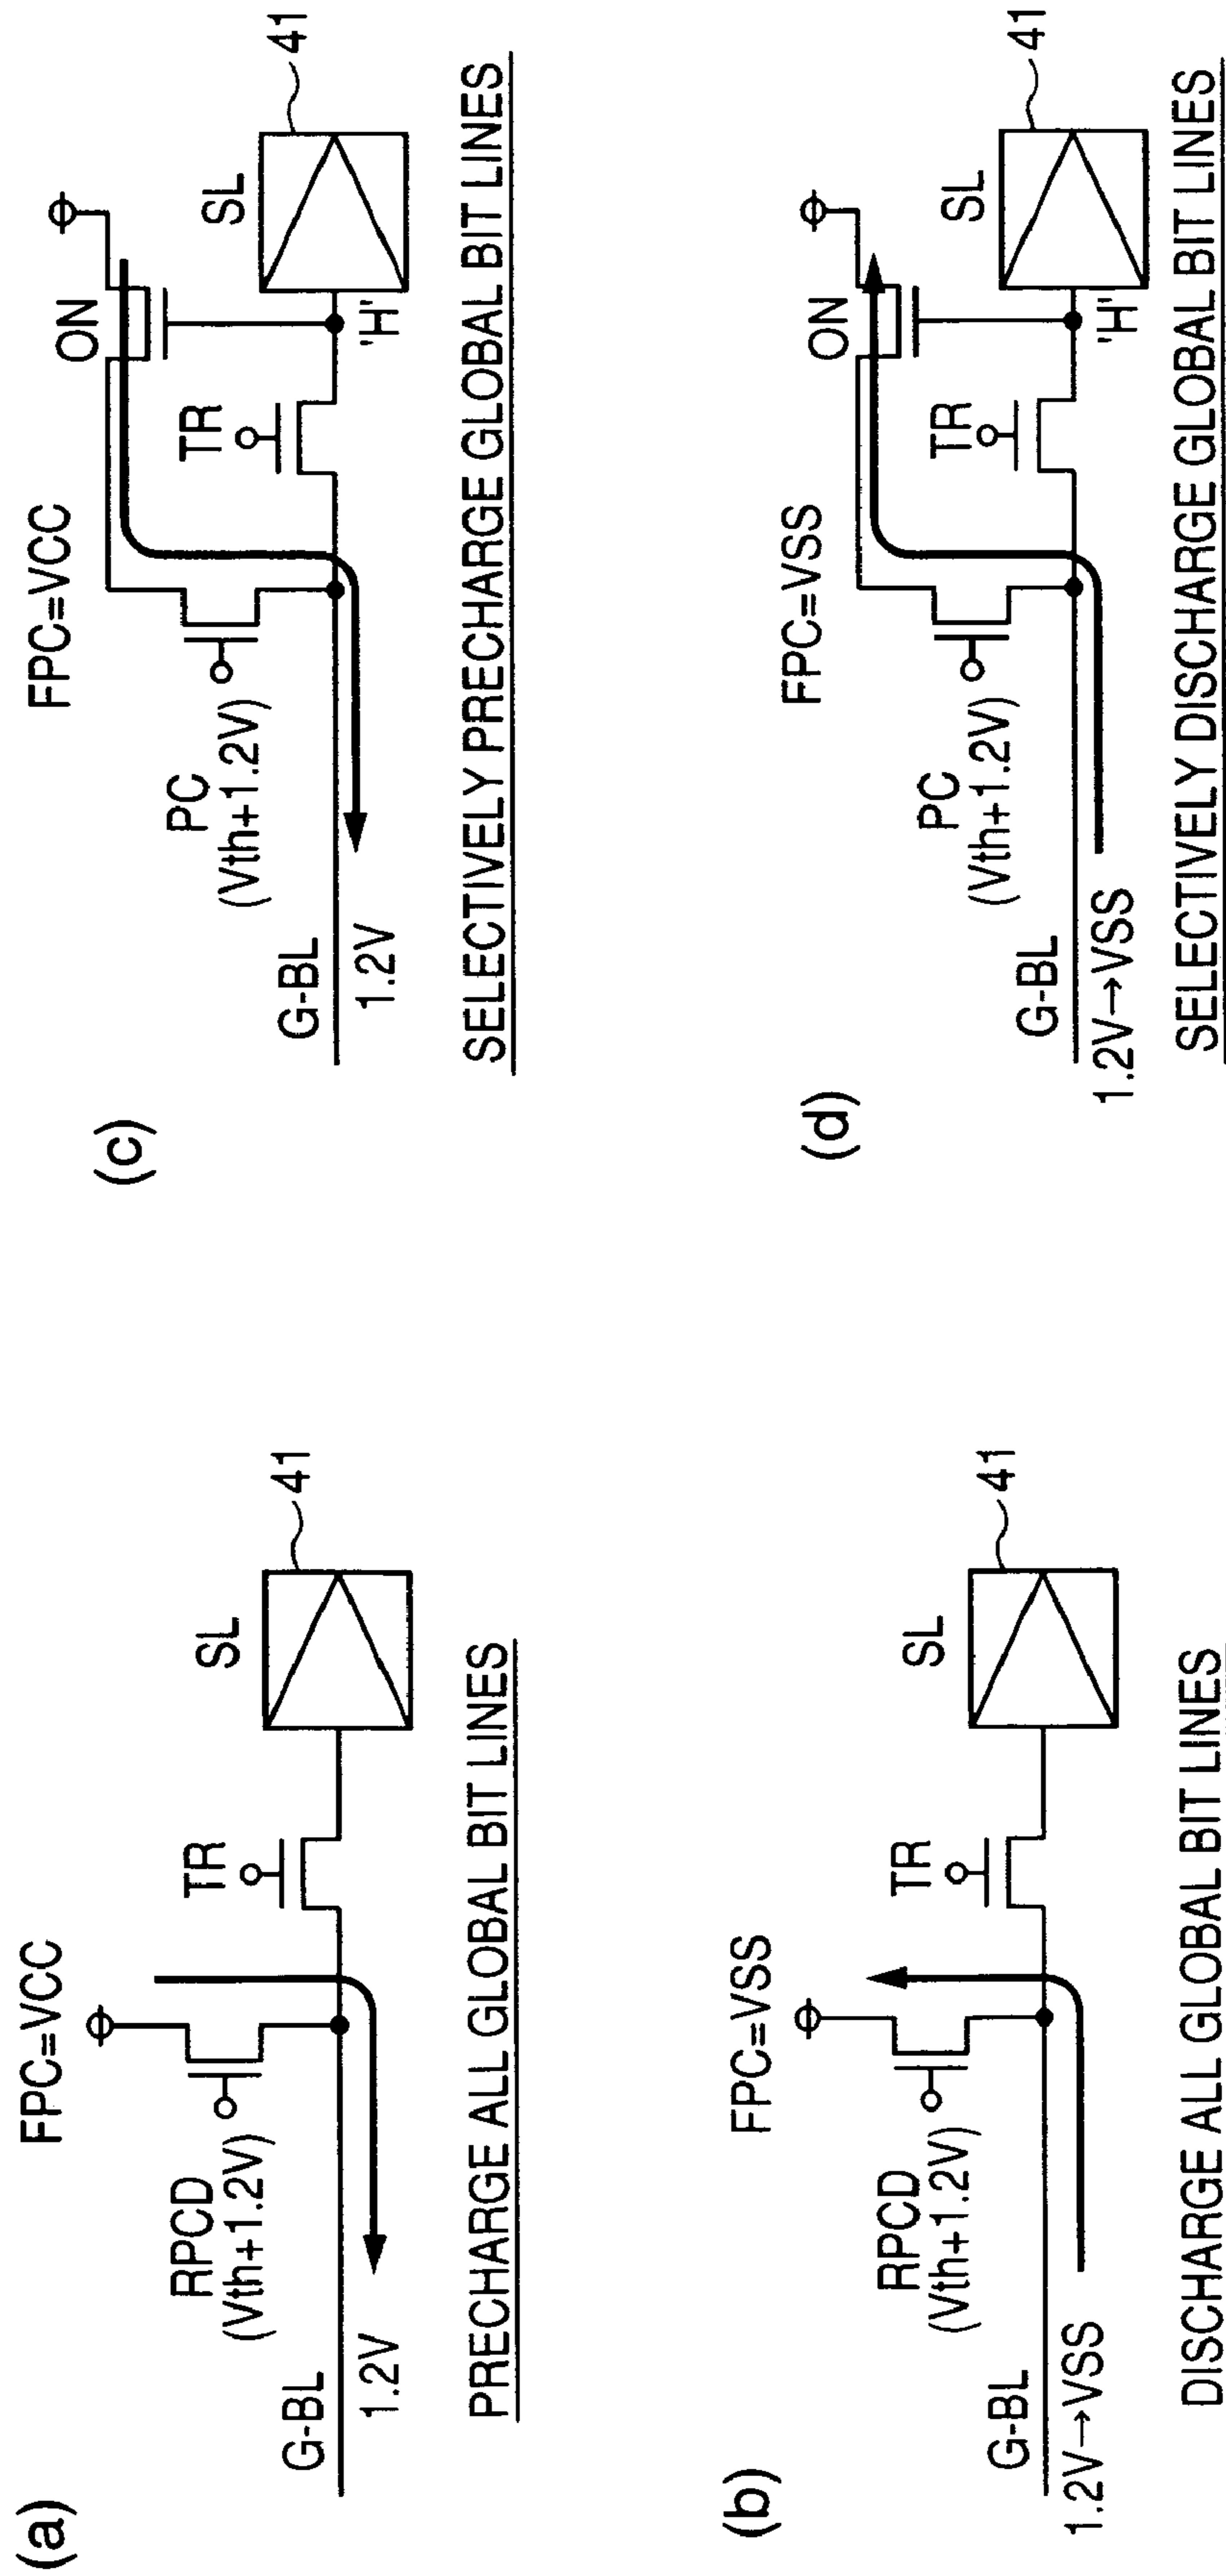 (a)
FPC=VCC
RPCD
(Vth+1.2V)
TR
SL
41
G-BL
1.2V
PRECHARGE ALL GLOBAL BIT LINES
(b)
FPC=VSS
RPCD
(Vth+1.2V)
TR
SL
41
G-BL
1.2V→VSS
DISCHARGE ALL GLOBAL BIT LINES
(c)
FPC=VCC
ON
PC
(Vth+1.2V)
TR
SL
41
'H'
G-BL
1.2V
SELECTIVELY PRECHARGE GLOBAL BIT LINES
(d)
FPC=VSS
ON
PC
(Vth+1.2V)
TR
SL
41
'H'
G-BL
1.2V→VSS
SELECTIVELY DISCHARGE GLOBAL BIT LINES